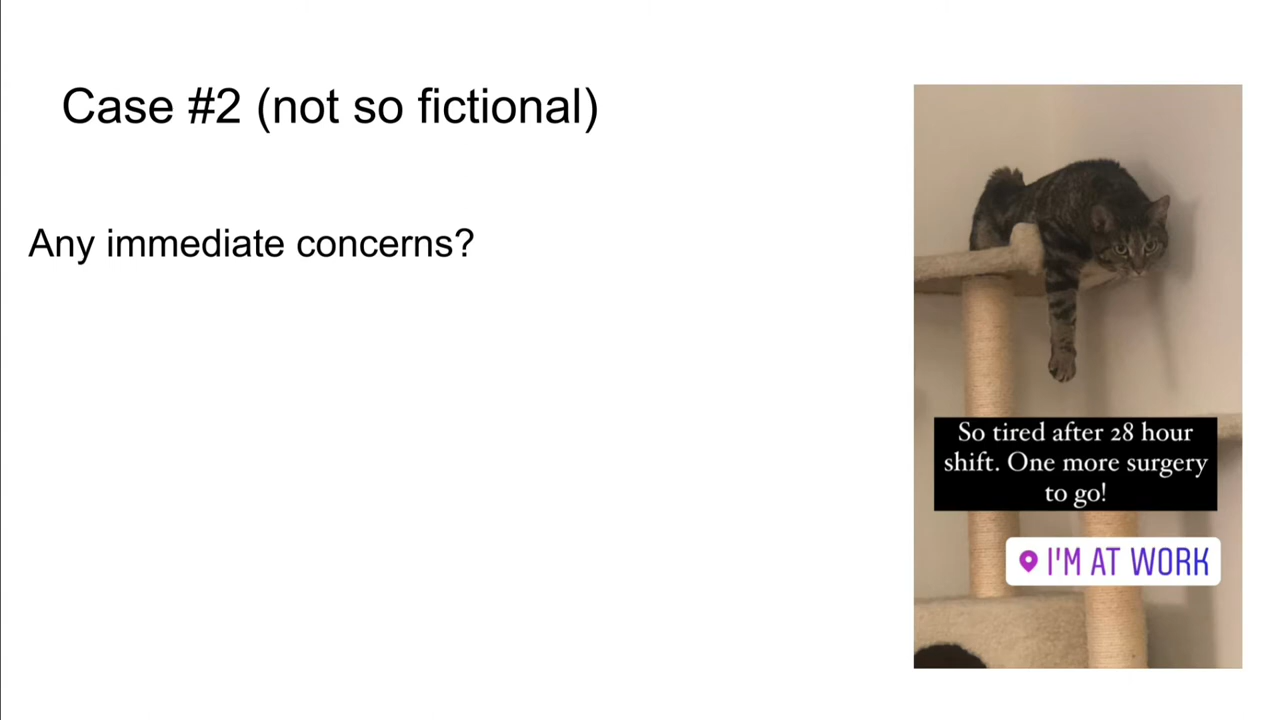 Case #2 (not so fictional)
Any immediate concerns?
So tired after 28 hour
shift. One more surgery
to go!
I'M AT WORK